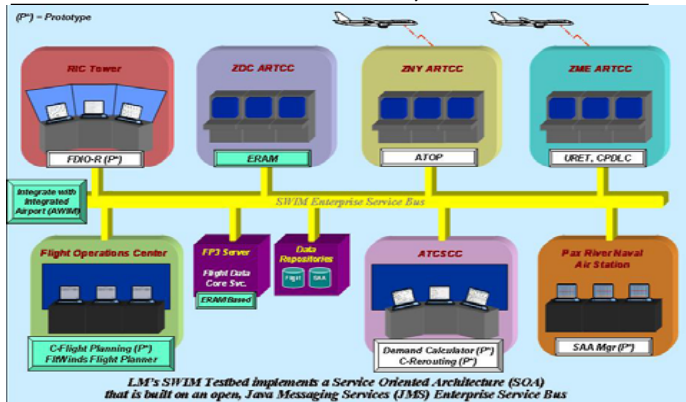 (P*) = Prototype
RIC Tower
ZDC ARTCC
ZNY ARTCC
ZME ARTCC
FDIO-R (P*)
ERAM
ATOP
URET, CPDLC
Integrate with
Integrated
Airport (AWIM)
SWIM Enterprise Service Bus
Flight Operations Center
FP3 Server
Flight Data
Core Svc.
ERAM Based
Data
Repositories
Flight
SAA
ATCSCC
Pax River Naval
Air Station
C-Flight Planning (P*)
FliWinds Flight Planner
Demand Calculator (P*)
C-Rerouting (P*)
SAA Mgr (P*)
LM's SWIM Testbed implements a Service Oriented Architecture (SOA)
that is built on an open, Java Messaging Services (JMS) Enterprise Service Bus